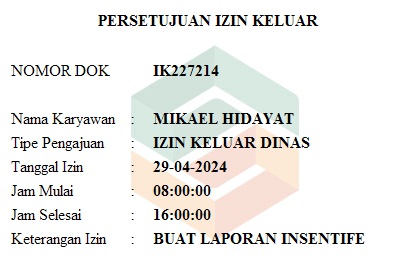 PERSETUJUAN IZIN KELUAR
NOMOR DOK IK227214
Nama Karyawan : MIKAEL HIDAYAT
Tipe Pengajuan : IZIN KELUAR DINAS
Tanggal Izin : 29-04-2024
Jam Mulai : 08:00:00
Jam Selesai : 16:00:00
Keterangan Izin : BUAT LAPORAN INSENTIFE